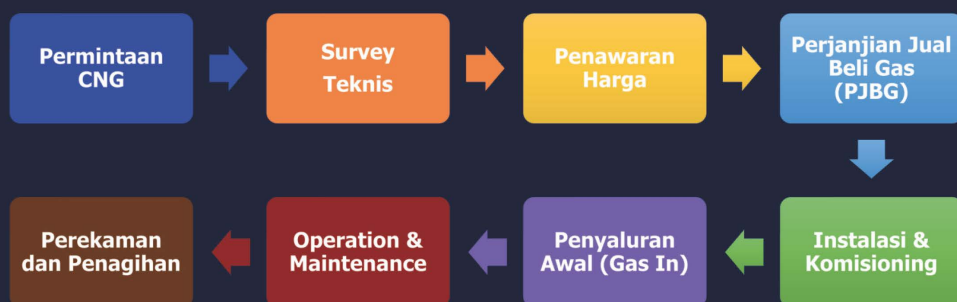 Permintaan
CNG
Survey
Teknis
Penawaran
Harga
Perjanjian Jual
Beli Gas
(PJBG)
Instalasi &
Komisioning
Penyaluran
Awal (Gas In)
Operation &
Maintenance
Perekaman
dan Penagihan